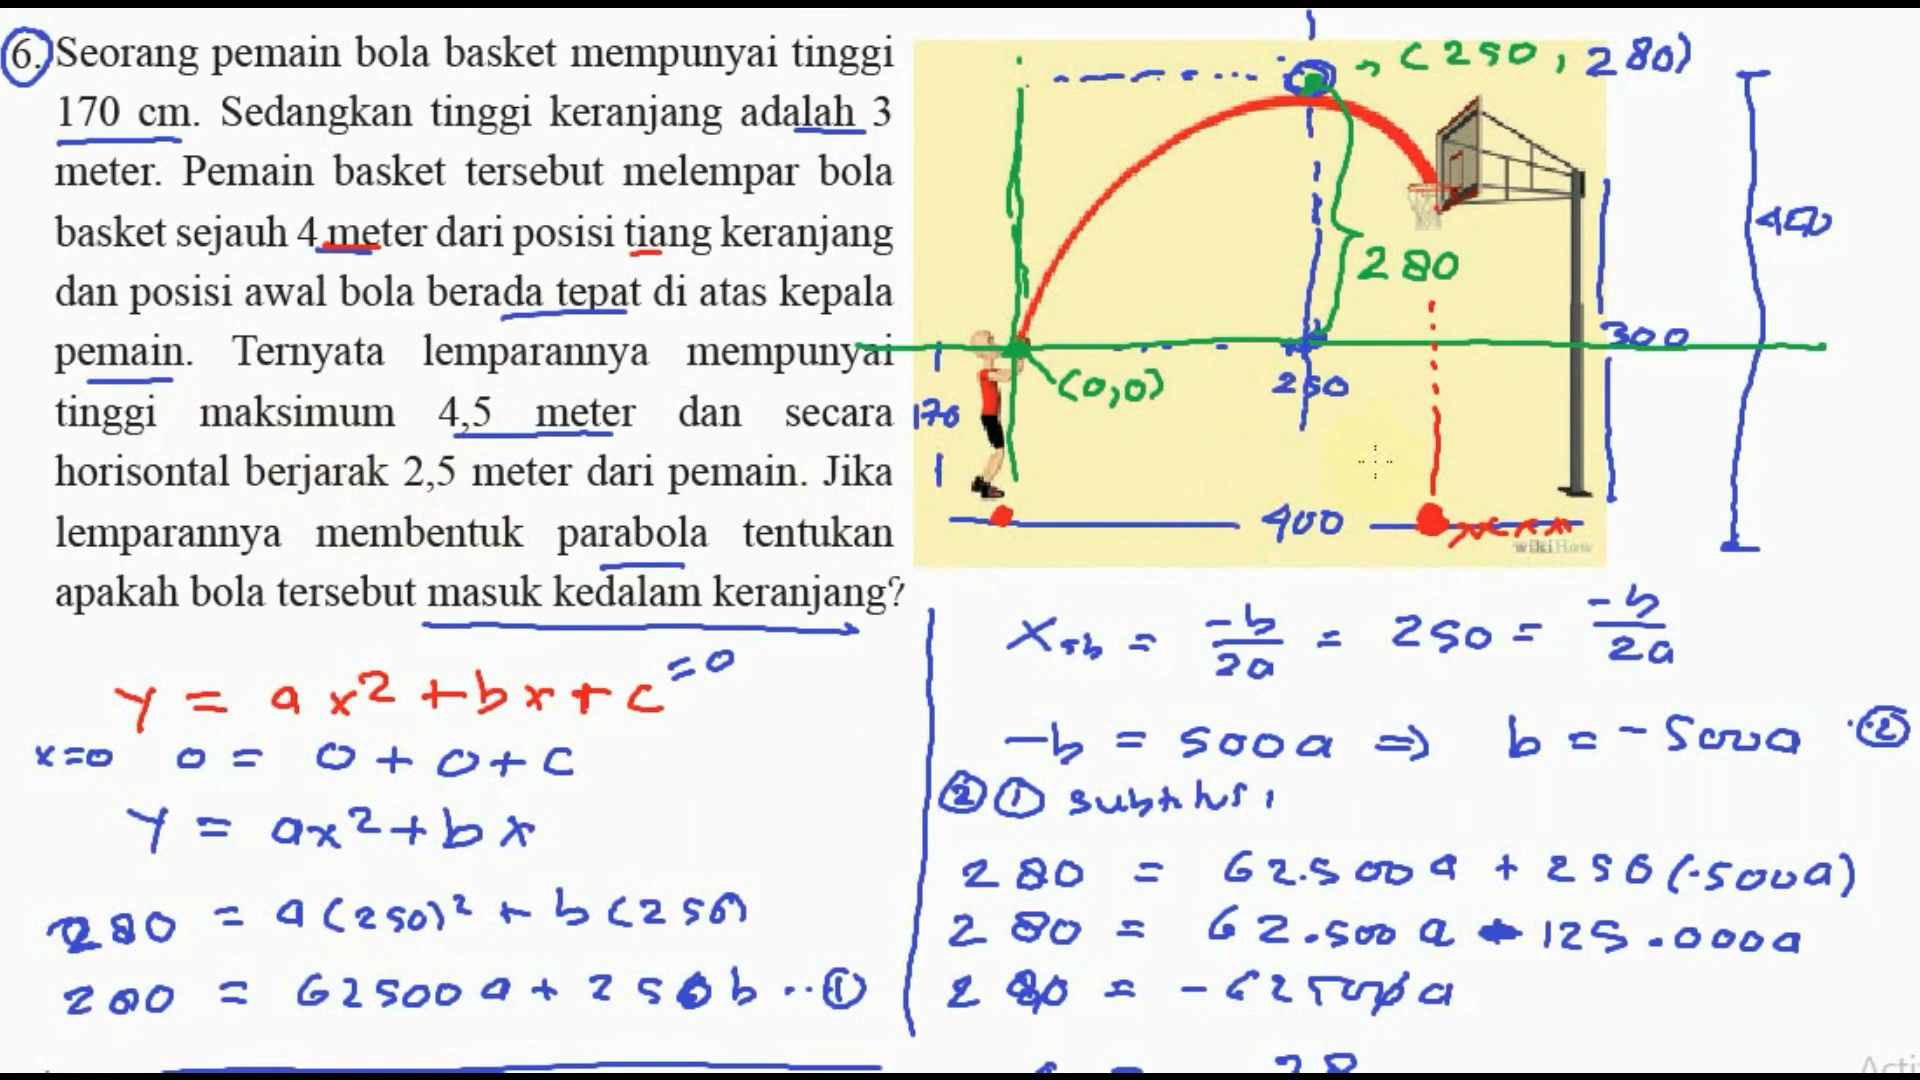 6. Seorang pemain bola basket mempunyai tinggi
170 cm. Sedangkan tinggi keranjang adalah 3
meter. Pemain basket tersebut melempar bola
basket sejauh 4 meter dari posisi tiang keranjang
dan posisi awal bola berada tepat di atas kepala
pemain. Ternyata lemparannya mempunyai
tinggi maksimum 4,5 meter dan secara
horisontal berjarak 2,5 meter dari pemain. Jika
lemparannya membentuk parabola tentukan
apakah bola tersebut masuk kedalam keranjang?
(250, 280)
280
300
(0,0)
250
170
400
wikiHow
y = ax² + bx + c = 0
x=0 0 = 0 + 0 + c
y = ax² + bx
280 = a(250)² + b(250)
280 = 62500a + 250b ..①
= -b/2a = 250 = -b/2a
-b = 500a ⇒ b = -500a ②
② ①
280 = 62.500a + 250(-500a)
280 = 62.500a - 125.000a
280 = -62500a
= 28